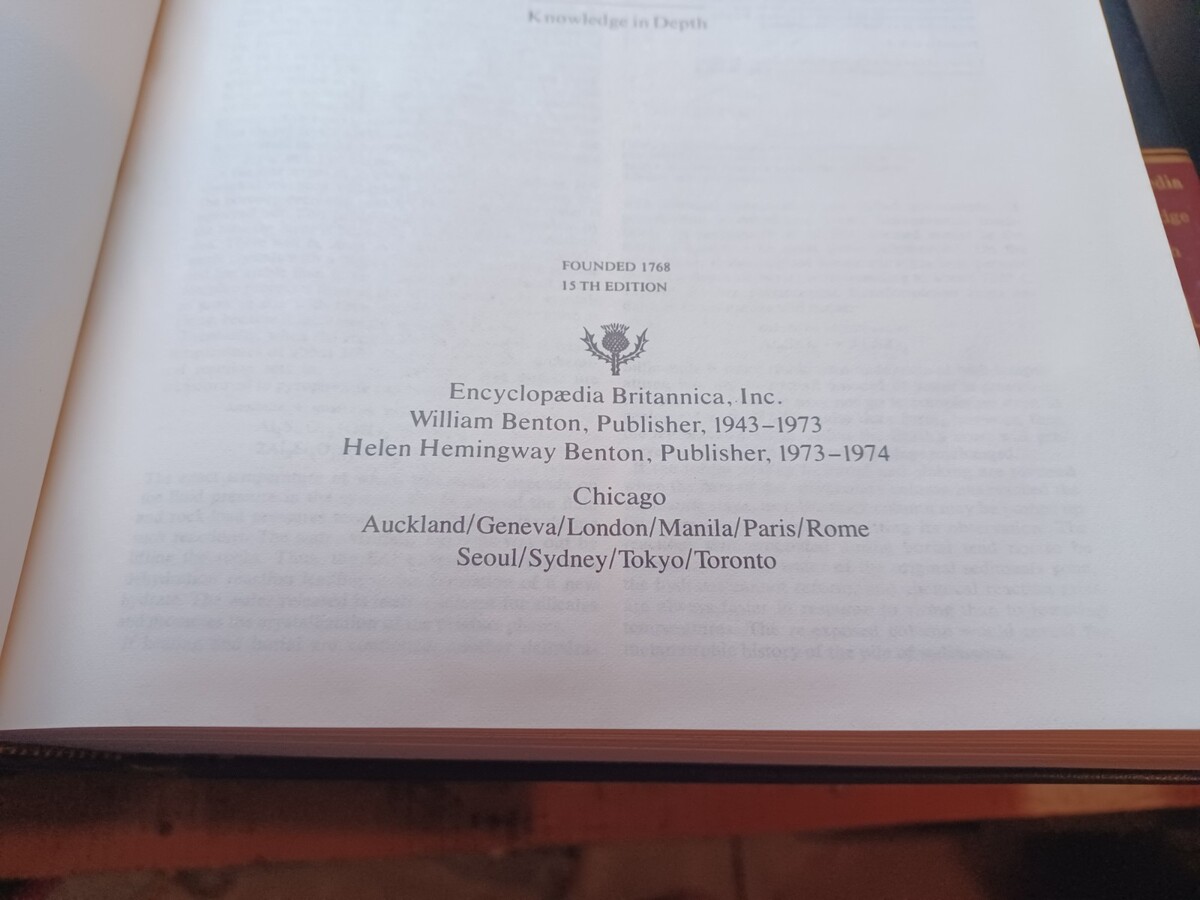 Knowledge in Depth
FOUNDED 1768
15 TH EDITION
Encyclopædia Britannica, Inc.
William Benton, Publisher, 1943–1973
Helen Hemingway Benton, Publisher, 1973–1974
Chicago
Auckland/Geneva/London/Manila/Paris/Rome
Seoul/Sydney/Tokyo/Toronto